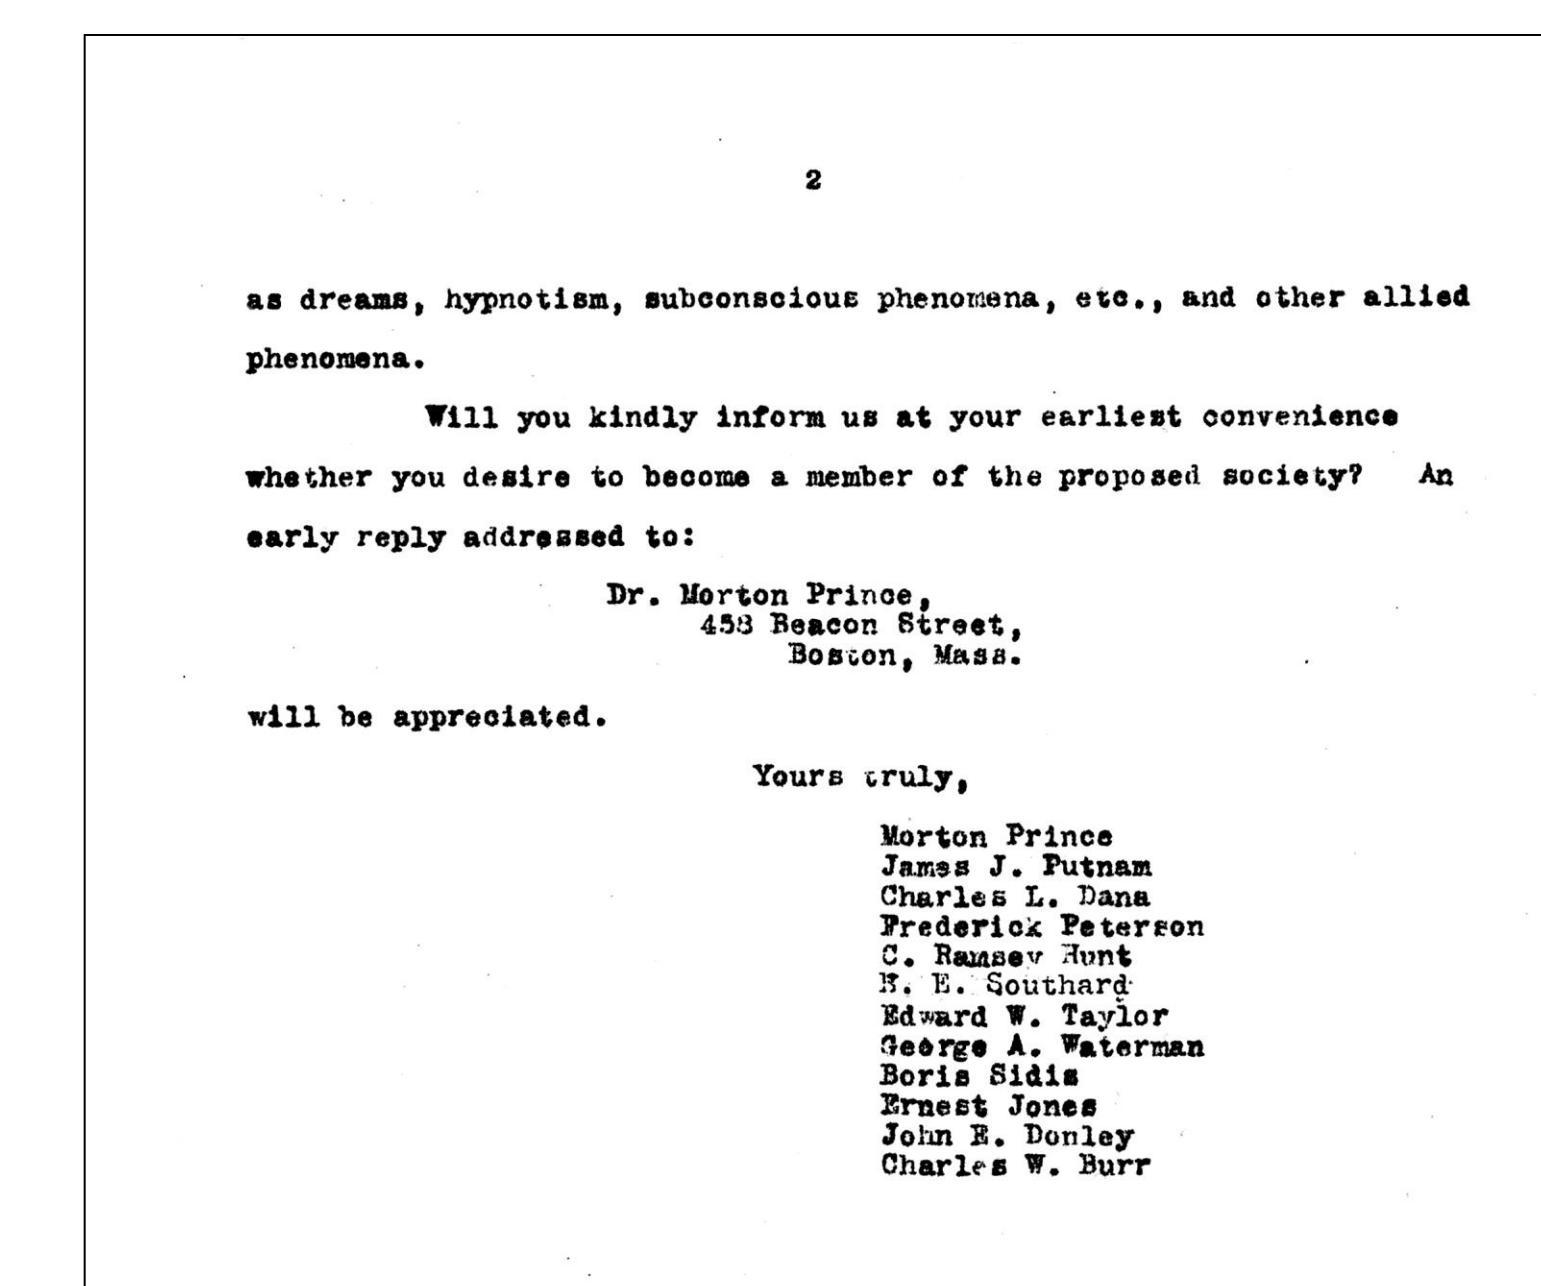 2
as dreams, hypnotism, subconscious phenomena, etc., and other allied
phenomena.
Will you kindly inform us at your earliest convenience
whether you desire to become a member of the proposed society? An
early reply addressed to:
Dr. Morton Prince,
458 Beacon Street,
Boston, Mass.
will be appreciated.
Yours truly,
Morton Prince
James J. Putnam
Charles L. Dana
Frederick Peterson
C. Ramsey Hunt
E. Southard
Edward W. Taylor
George A. Waterman
Boris Sidis
Ernest Jones
John E. Donley
Charles W. Burr